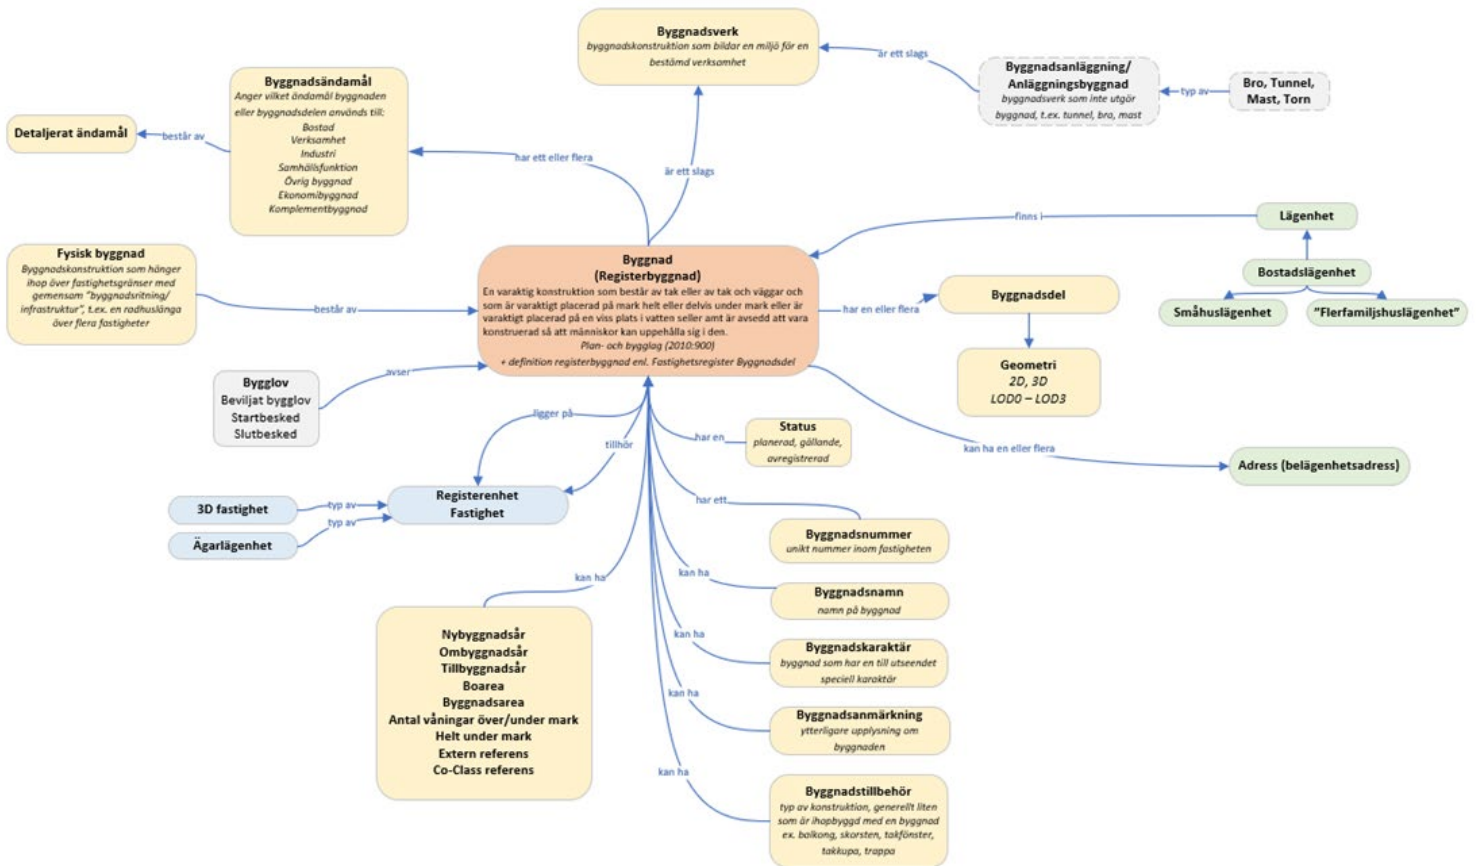 Byggnadsverk
byggnadskonstruktion som bildar en miljö för en
bestämd verksamhet
är ett slags
Byggnadsanläggning/
Anläggningsbyggnad
byggnadsverk som inte utgör
byggnad, t.ex. tunnel, bro, mast
typ av
Bro, Tunnel,
Mast, Torn
Byggnadsändamål
Anger vilket ändamål byggnaden
eller byggnadsdelen används till:
Bostad
Verksamhet
Industri
Samhällsfunktion
Övrig byggnad
Ekonomibyggnad
Komplementbyggnad
Detaljerat ändamål
består av
har ett eller flera
är ett slags
finns i
Lägenhet
Bostadslägenhet
Småhuslägenhet
"Flerfamiljshuslägenhet"
Fysisk byggnad
Byggnadskonstruktion som hänger
ihop över fastighetsgränser med
gemensam "byggnadsritning/
infrastruktur", t.ex. en radhuslänga
över flera fastigheter
består av
Byggnad
(Registerbyggnad)
En varaktig konstruktion som består av tak eller av tak och väggar och
som är varaktigt placerad på mark helt eller delvis under mark eller är
varaktigt placerad på en viss plats i vatten seller amt är avsedd att vara
konstruerad så att människor kan uppehålla sig i den.
Plan- och bygglag (2010:900)
+ definition registerbyggnad enl. Fastighetsregister Byggnadsdel
har en eller flera
Byggnadsdel
Geometri
2D, 3D
LOD0 – LOD3
Bygglov
Beviljat bygglov
Startbesked
Slutbesked
avser
ligger på
tillhör
har en
Status
planerad, gällande,
avregistrerad
kan ha en eller flera
Adress (belägenhetsadress)
3D fastighet
typ av
Registerenhet
Fastighet
Ägarlägenhet
typ av
har ett
Byggnadsnummer
unikt nummer inom fastigheten
kan ha
Byggnadsnamn
namn på byggnad
kan ha
Nybyggnadsår
Ombyggnadsår
Tillbyggnadsår
Boarea
Byggnadsarea
Antal våningar över/under mark
Helt under mark
Extern referens
Co-Class referens
kan ha
Byggnadskaraktär
byggnad som har en till utseendet
speciell karaktär
kan ha
Byggnadsanmärkning
ytterligare upplysning om
byggnaden
kan ha
Byggnadstillbehör
typ av konstruktion, generellt liten
som är ihopbyggd med en byggnad
ex. balkong, skorsten, takfönster,
takkupa, trappa